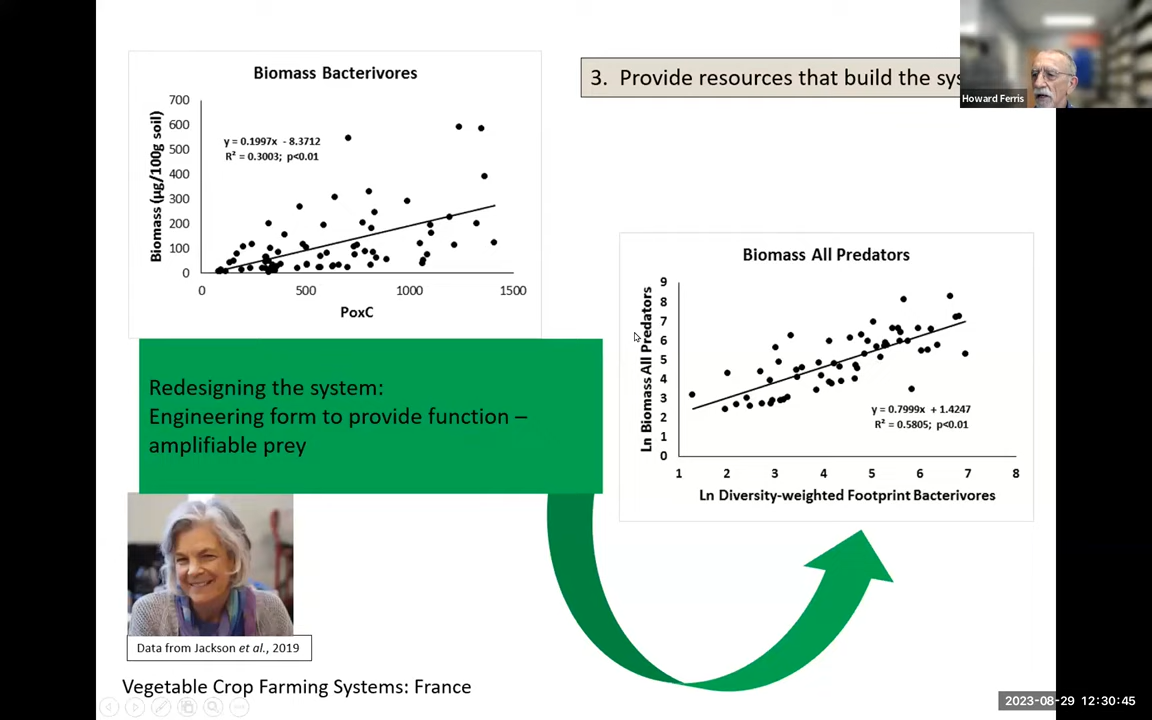 Biomass Bacterivores
Biomass (µg/100g soil)
700
600
500
400
300
200
100
0
y = 0.1997x - 8.3712
R² = 0.3003; p<0.01
0 500 1000 1500
PoxC
3. Provide resources that build the
Howard Ferris
Biomass All Predators
Ln Biomass All Predators
9
8
7
6
5
4
3
2
1
0
y = 0.7999x + 1.4247
R² = 0.5805; p<0.01
1 2 3 4 5 6 7 8
Ln Diversity-weighted Footprint Bacterivores
Redesigning the system:
Engineering form to provide function –
amplifiable prey
Data from Jackson et al., 2019
Vegetable Crop Farming Systems: France
2023-08-29 12:30:45